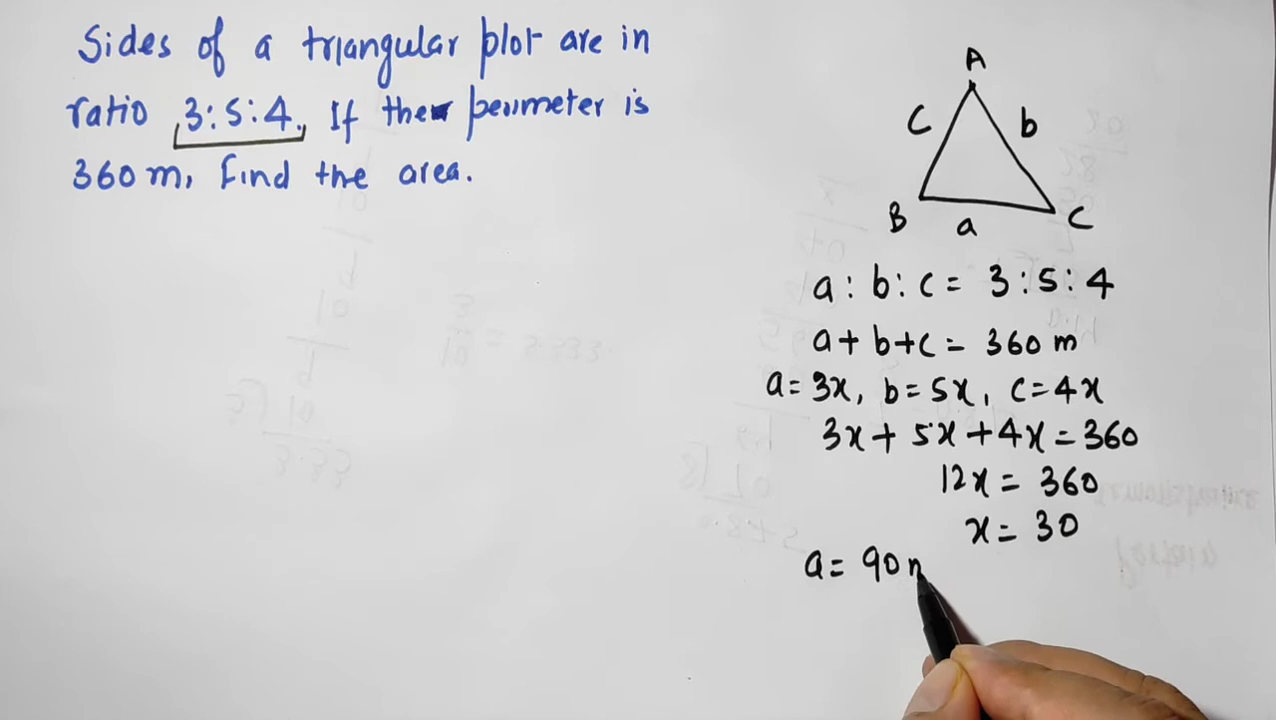 Sides of a triangular plot are in
ratio 3:5:4. If the perimeter is
360 m, Find the area.
A
C b
B a C
a : b : c = 3 : 5 : 4
a + b + c = 360 m
a = 3x, b = 5x, c = 4x
3x + 5x + 4x = 360
12x = 360
x = 30
a = 90